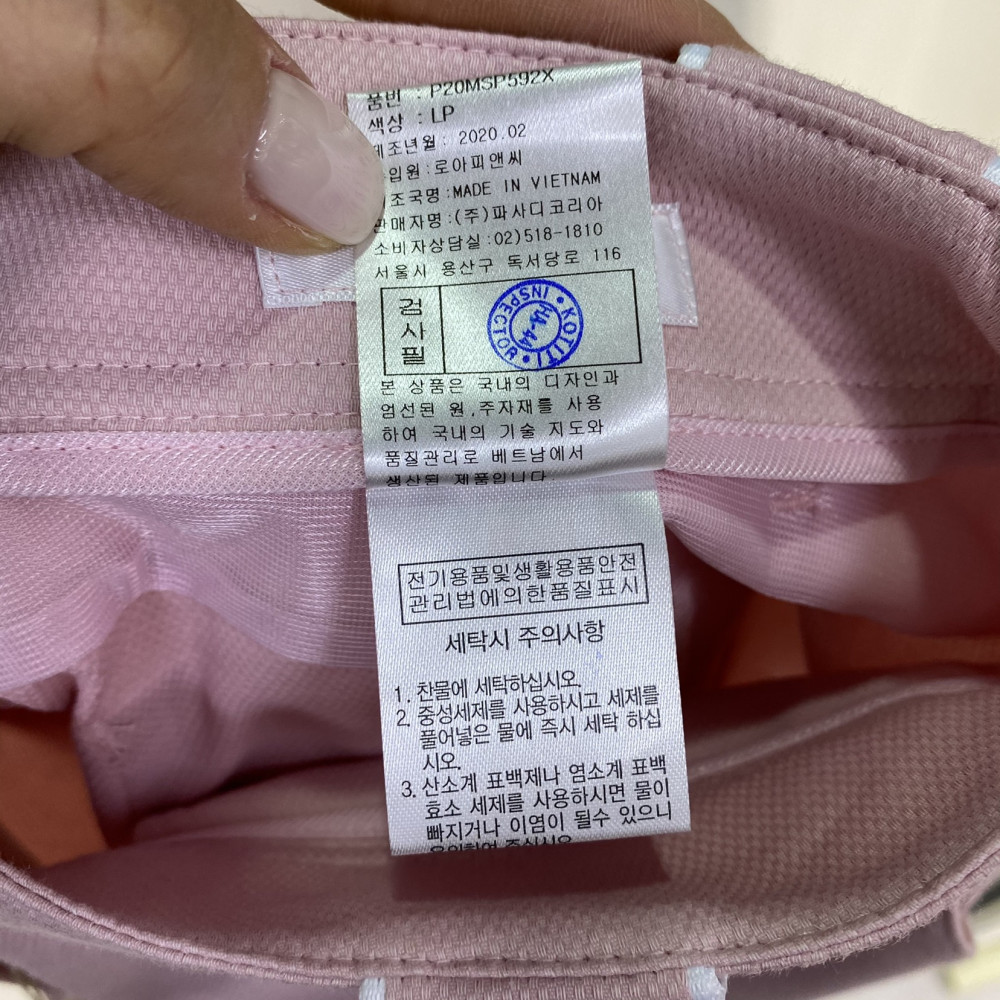 품번 : P20MSP592X
색상 : LP
제조년월: 2020.02
입원:로아피앤씨
조국명:MADE IN VIETNAM
판매자명:(주)파사디코리아
소비자상담실:02)518-1810
서울시 용산구 독서당로 116
검사필
KOTITI INSPECTOR
HA-44
본 상품은 국내의 디자인과
엄선된 원,주자재를 사용
하여 국내의 기술 지도와
품질관리로 베트남에서
생산된 제품입니다
전기용품및생활용품안전
관리법에의한품질표시
세탁시 주의사항
1. 찬물에 세탁하십시오.
2. 중성세제를 사용하시고 세제를
풀어넣은 물에 즉시 세탁 하십
시오.
3. 산소계 표백제나 염소계 표백
효소 세제를 사용하시면 물이
빠지거나 이염이 될수 있으니
유의하여 주십시오